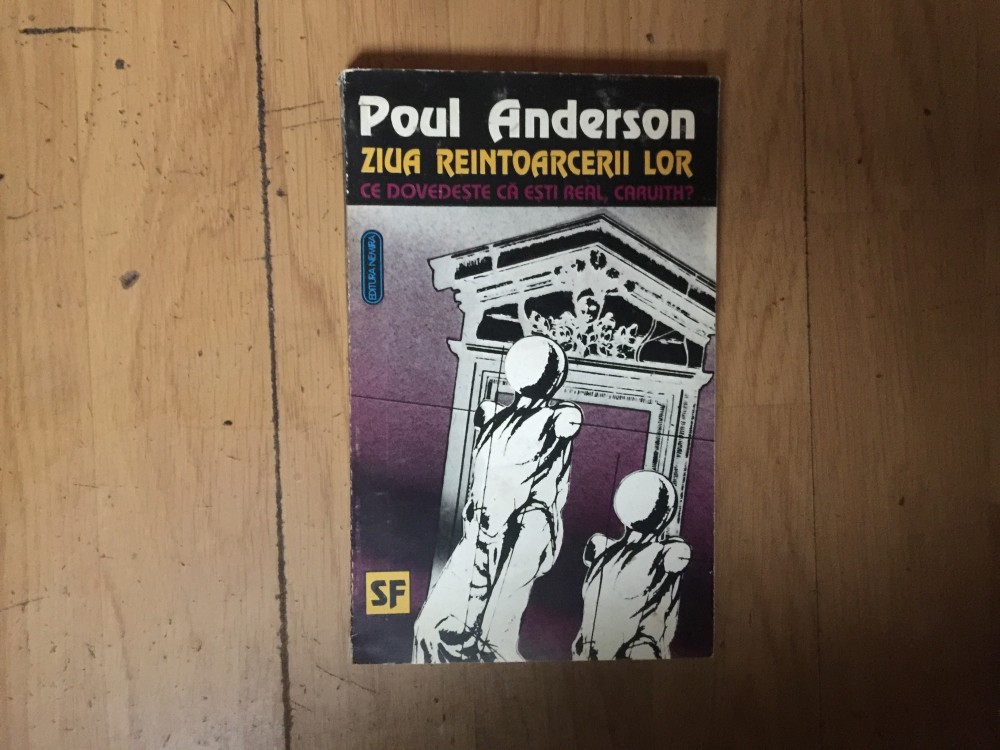 Poul Anderson
ZIUA REINTOARCERII LOR
CE DOVEDEȘTE CĂ EȘTI REAL, CARUITH?
EDITURA NEMIRA
SF